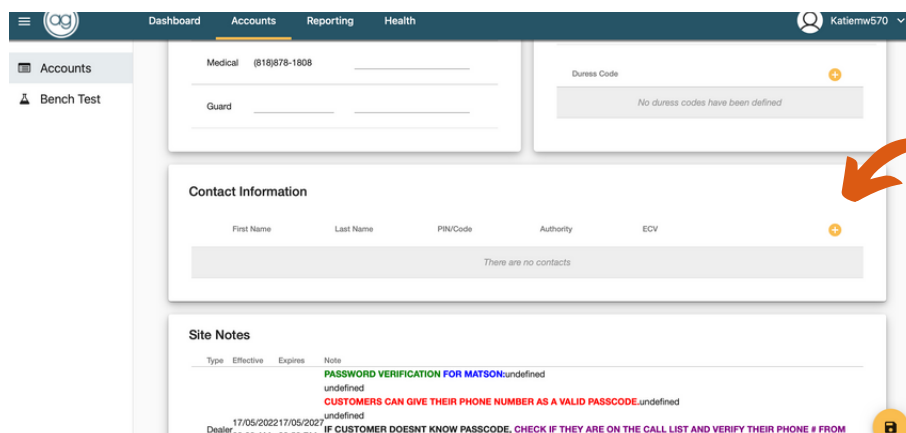 ag Dashboard Accounts Reporting Health Katiemw570
Accounts
Bench Test
Medical (818)878-1808
Guard
Duress Code
No duress codes have been defined
Contact Information
First Name Last Name PIN/Code Authority ECV
There are no contacts
Site Notes
Type Effective Expires Note
PASSWORD VERIFICATION FOR MATSON:undefined
undefined
CUSTOMERS CAN GIVE THEIR PHONE NUMBER AS A VALID PASSCODE.undefined
undefined
Dealer 17/05/2022 17/05/2027 IF CUSTOMER DOESNT KNOW PASSCODE, CHECK IF THEY ARE ON THE CALL LIST AND VERIFY THEIR PHONE # FROM